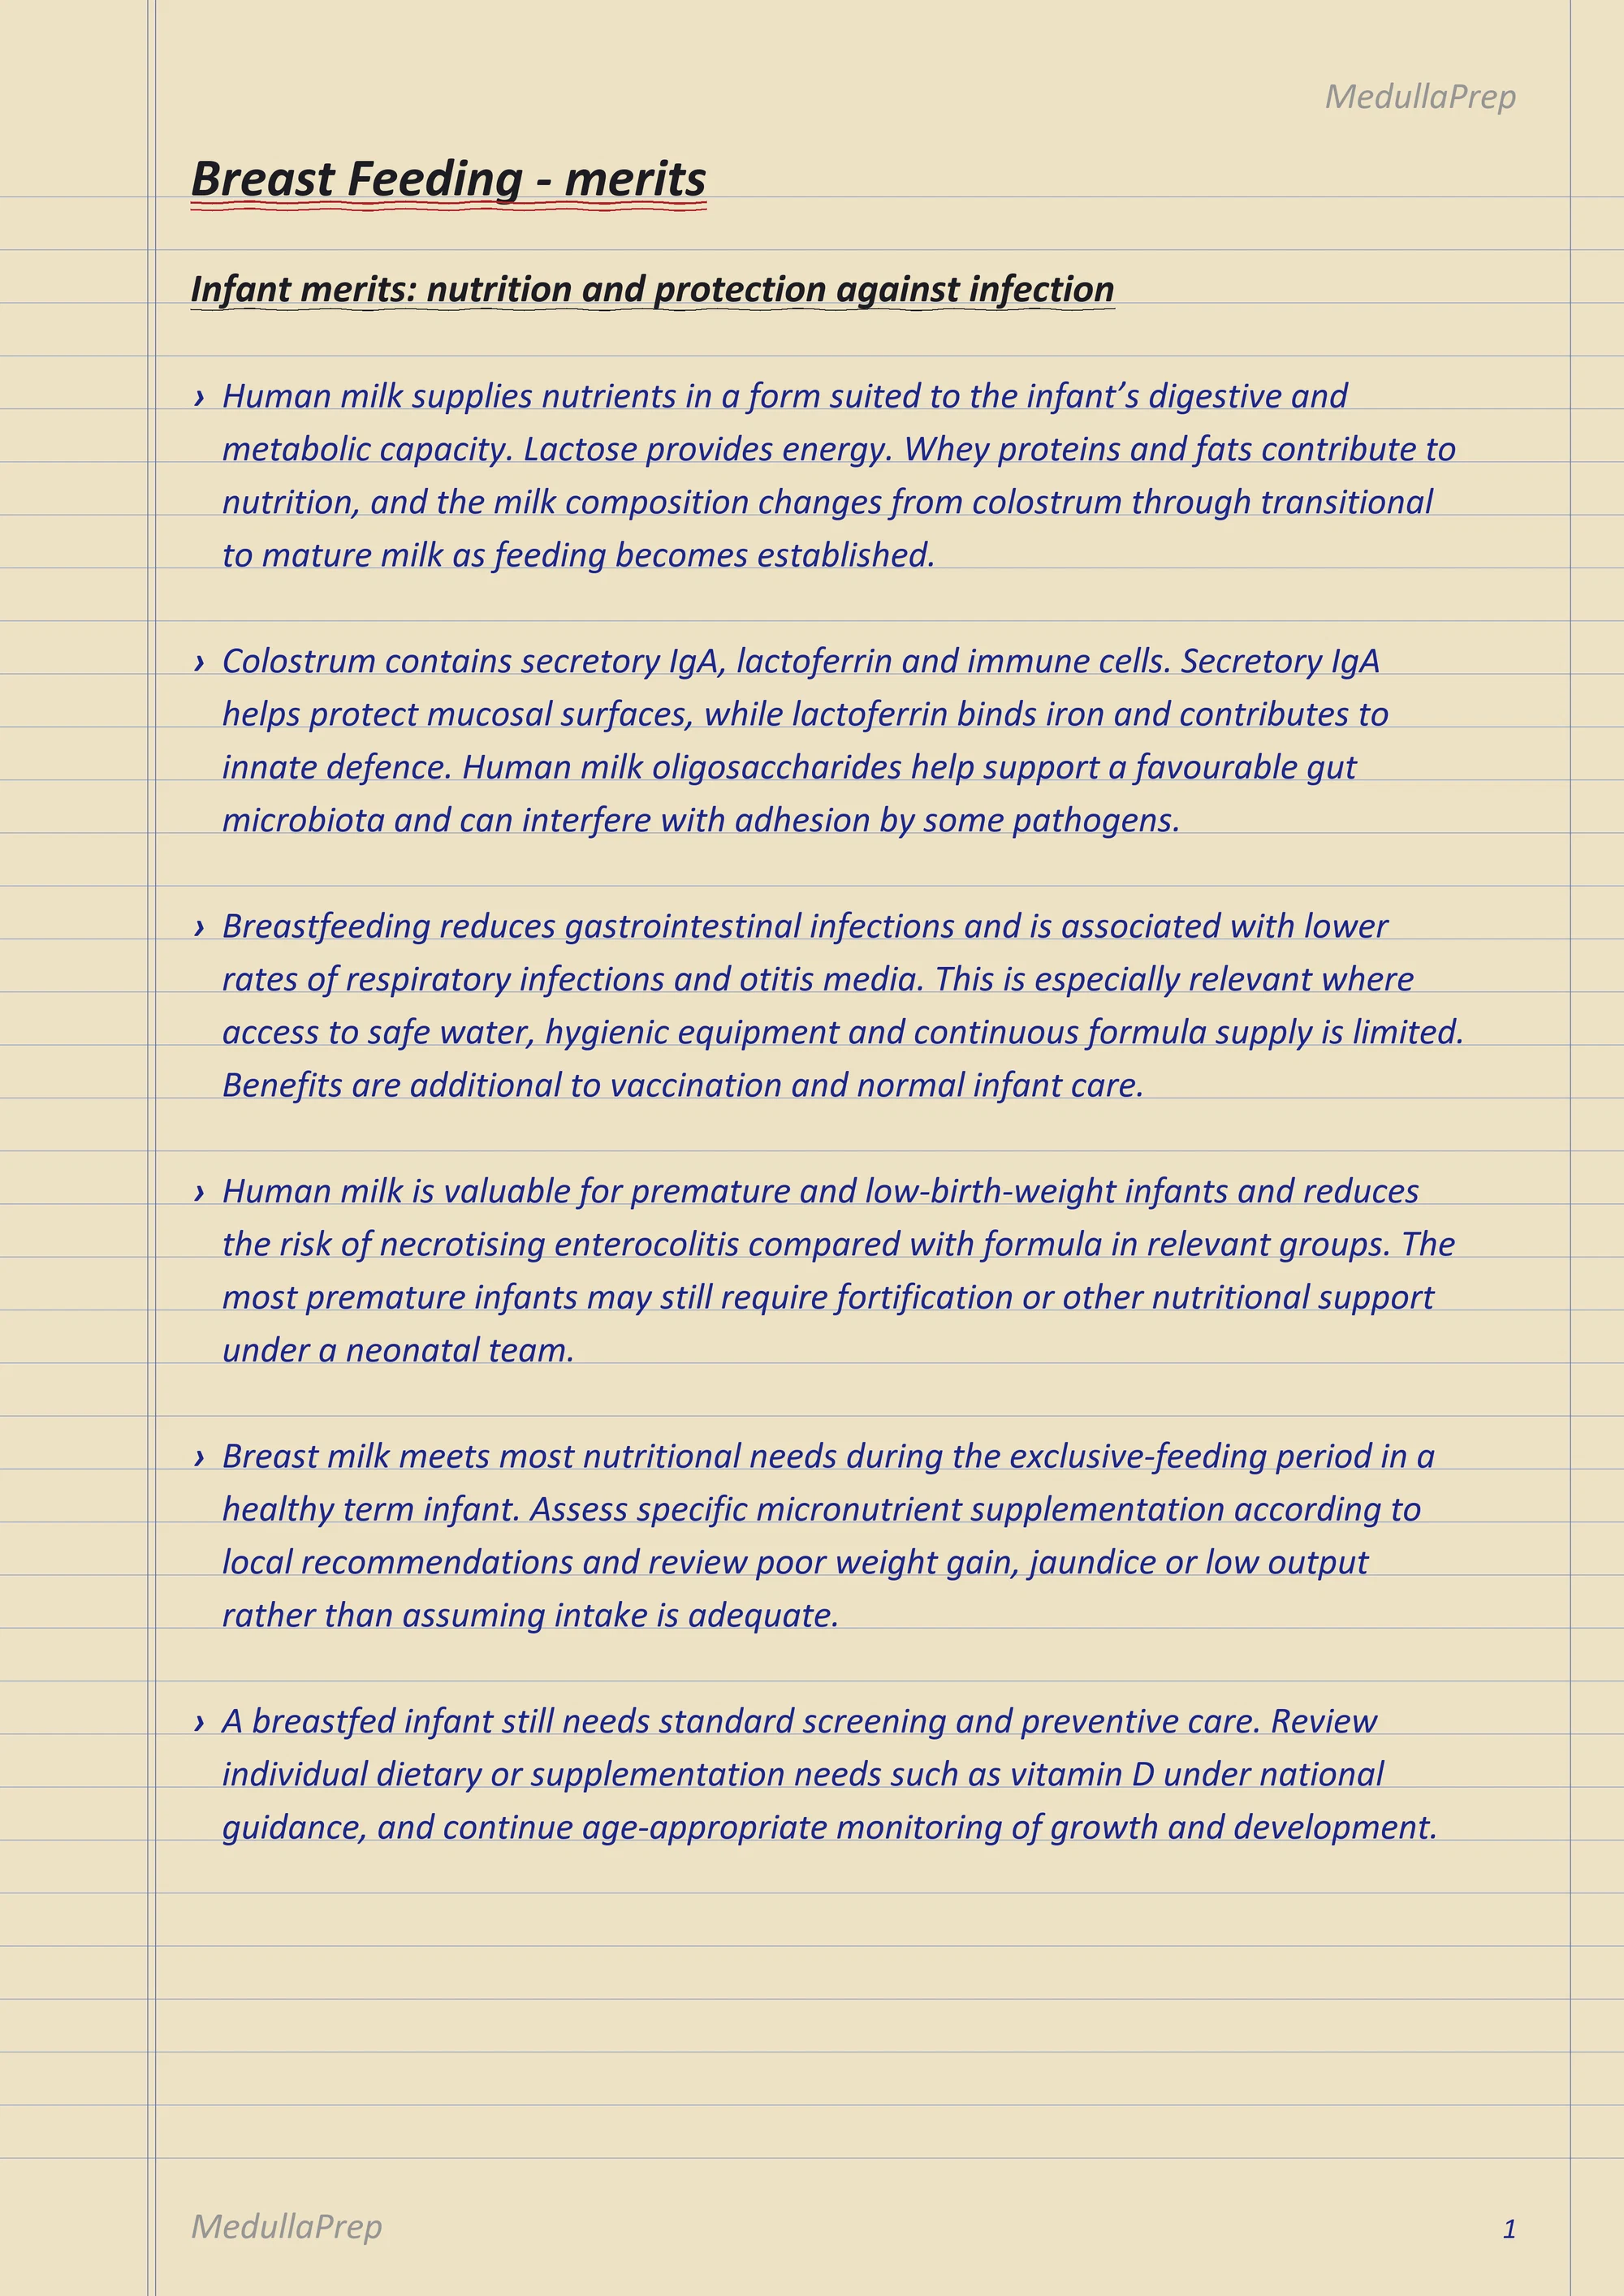 MedullaPrep
Breast Feeding - merits
Infant merits: nutrition and protection against infection
› Human milk supplies nutrients in a form suited to the infant’s digestive and
metabolic capacity. Lactose provides energy. Whey proteins and fats contribute to
nutrition, and the milk composition changes from colostrum through transitional
to mature milk as feeding becomes established.
› Colostrum contains secretory IgA, lactoferrin and immune cells. Secretory IgA
helps protect mucosal surfaces, while lactoferrin binds iron and contributes to
innate defence. Human milk oligosaccharides help support a favourable gut
microbiota and can interfere with adhesion by some pathogens.
› Breastfeeding reduces gastrointestinal infections and is associated with lower
rates of respiratory infections and otitis media. This is especially relevant where
access to safe water, hygienic equipment and continuous formula supply is limited.
Benefits are additional to vaccination and normal infant care.
› Human milk is valuable for premature and low-birth-weight infants and reduces
the risk of necrotising enterocolitis compared with formula in relevant groups. The
most premature infants may still require fortification or other nutritional support
under a neonatal team.
› Breast milk meets most nutritional needs during the exclusive-feeding period in a
healthy term infant. Assess specific micronutrient supplementation according to
local recommendations and review poor weight gain, jaundice or low output
rather than assuming intake is adequate.
› A breastfed infant still needs standard screening and preventive care. Review
individual dietary or supplementation needs such as vitamin D under national
guidance, and continue age-appropriate monitoring of growth and development.
MedullaPrep
1